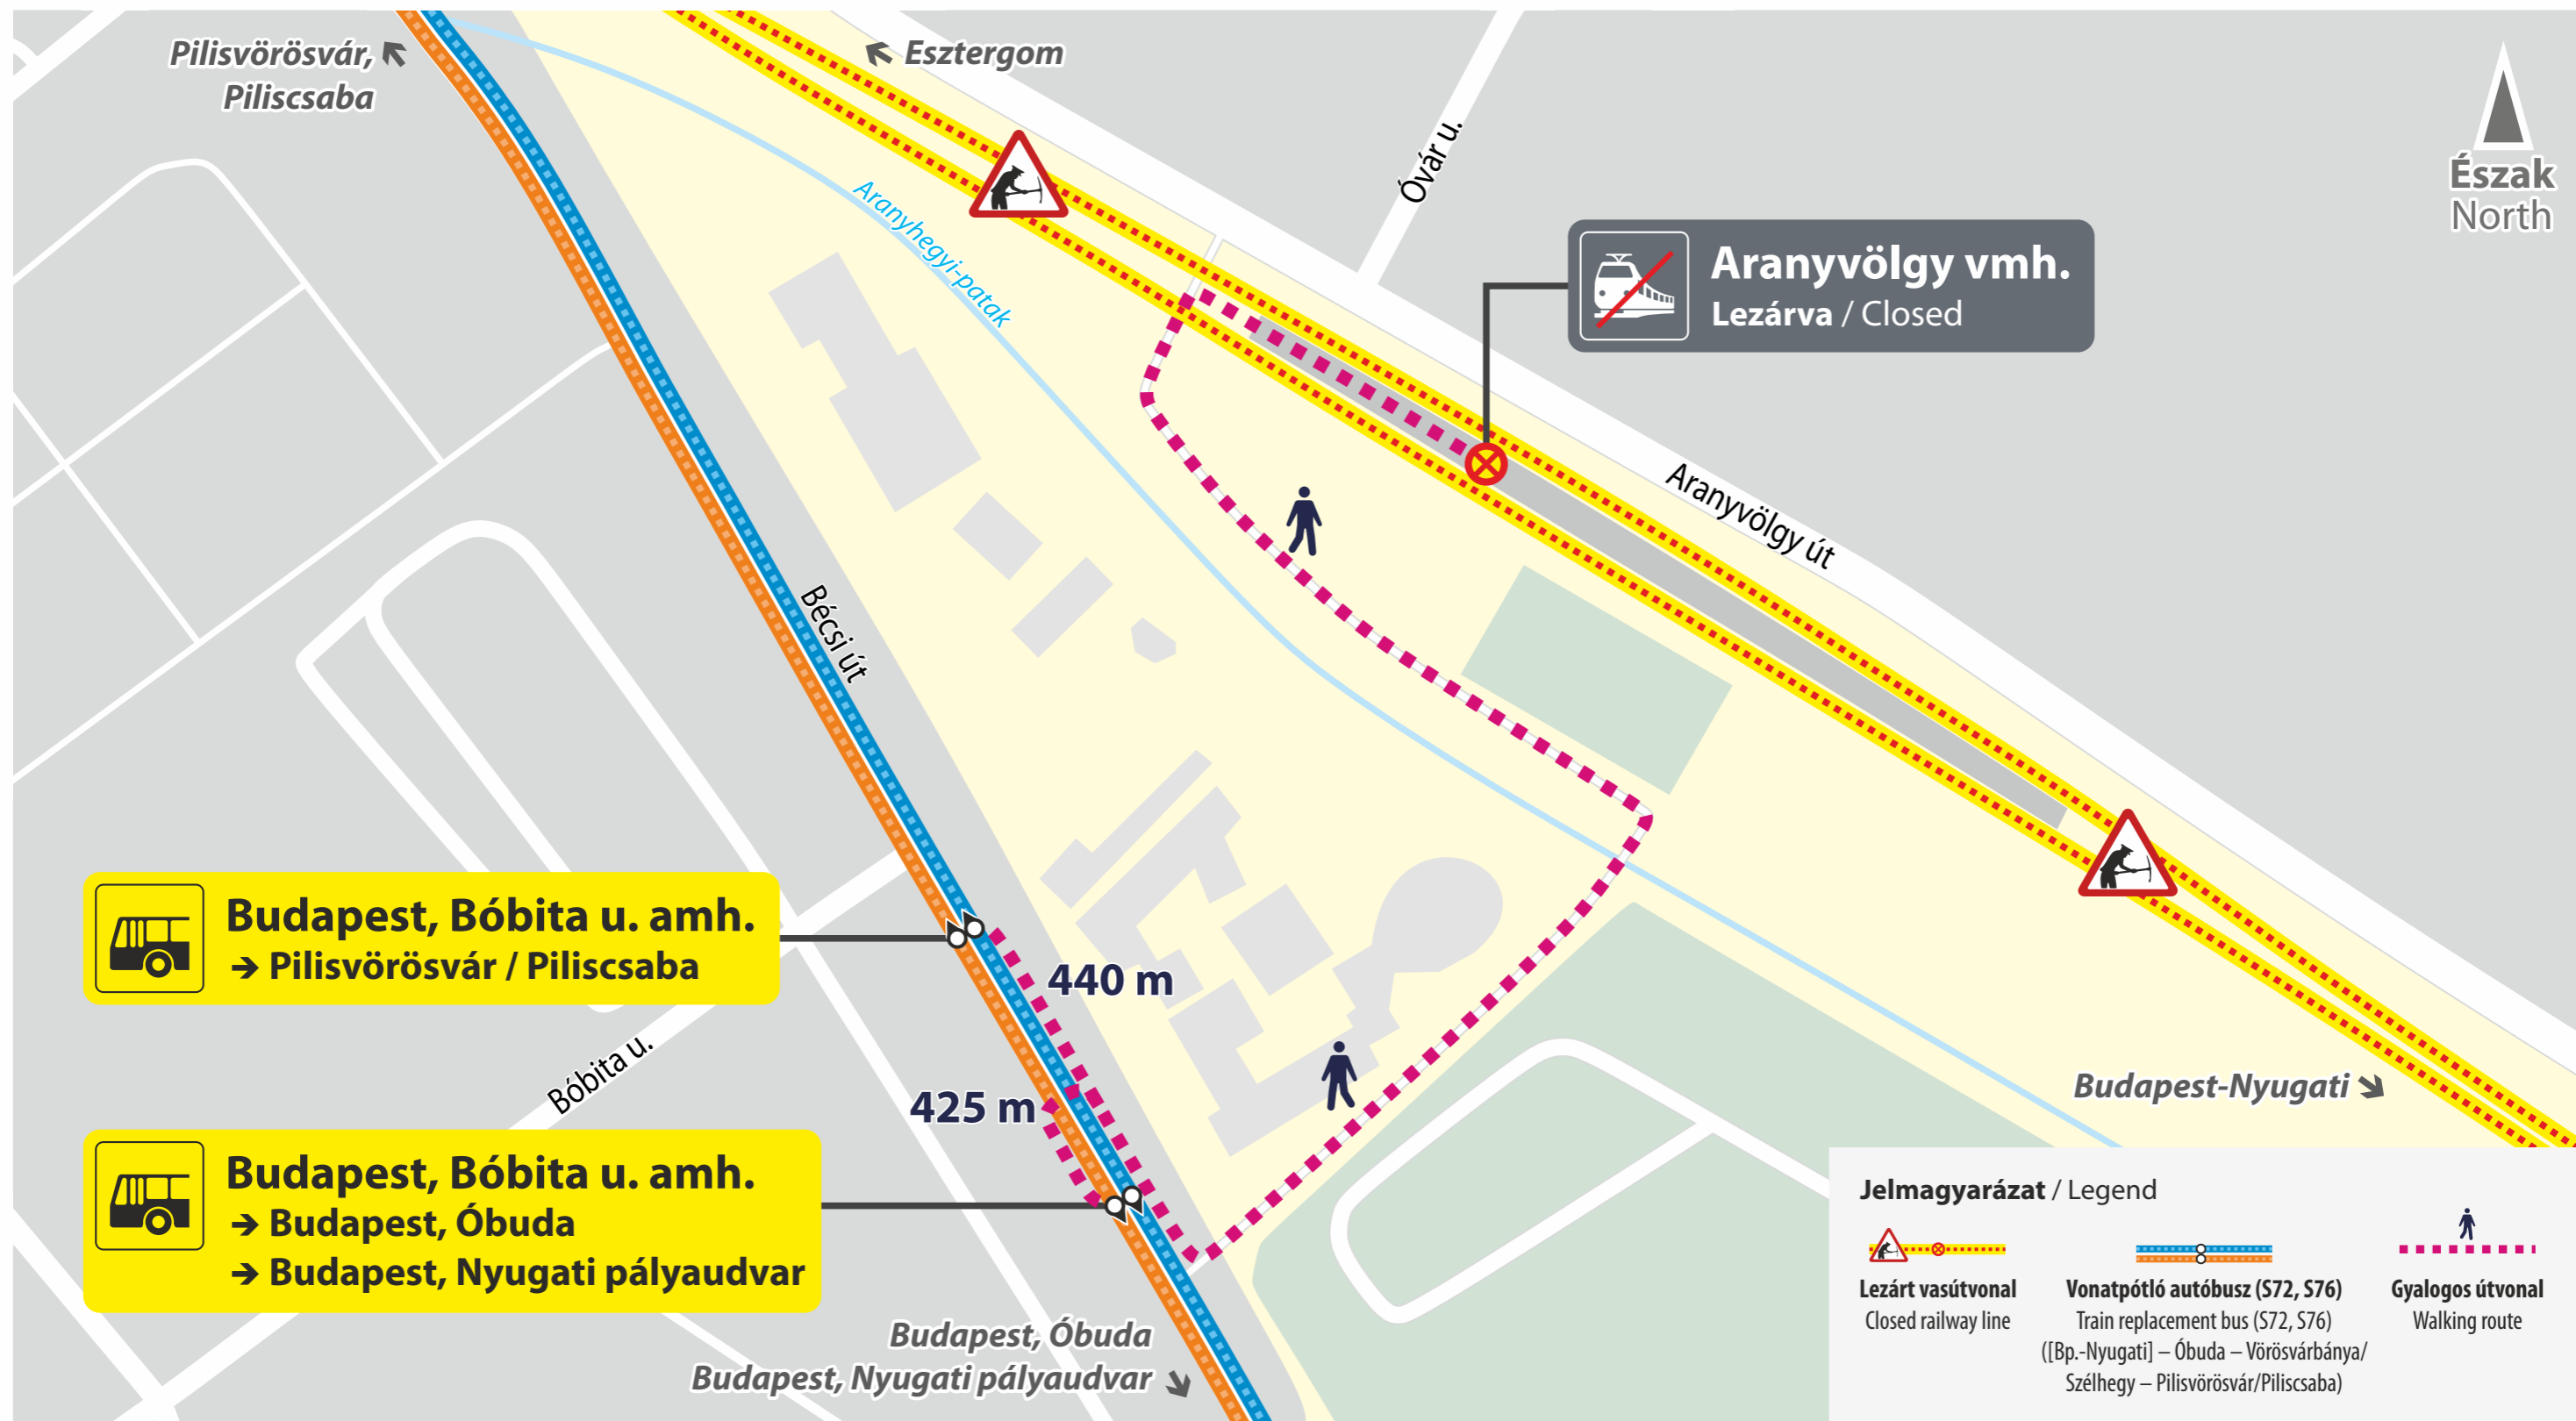 Pilisvörösvár,
Piliscsaba
Esztergom
Óvár u.
Észak
North
Aranyhegyi-patak
Aranyvölgy vmh.
Lezárva / Closed
Aranyvölgy út
Bécsi út
Budapest, Bóbita u. amh.
→ Pilisvörösvár / Piliscsaba
440 m
Bóbita u.
425 m
Budapest-Nyugati
Budapest, Bóbita u. amh.
→ Budapest, Óbuda
→ Budapest, Nyugati pályaudvar
Budapest, Óbuda
Budapest, Nyugati pályaudvar
Jelmagyarázat / Legend
Lezárt vasútvonal
Closed railway line
Vonatpótló autóbusz (S72, S76)
Train replacement bus (S72, S76)
([Bp.-Nyugati] – Óbuda – Vörösvárbánya/
Szélhegy – Pilisvörösvár/Piliscsaba)
Gyalogos útvonal
Walking route